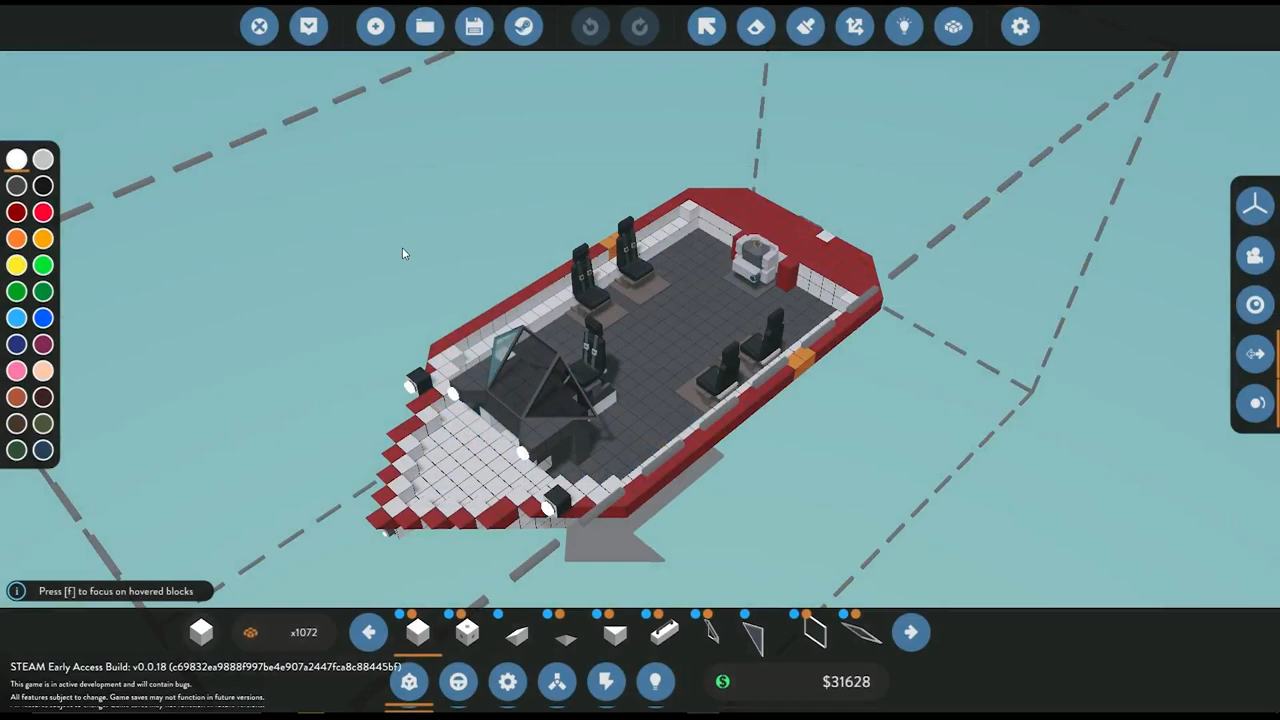 Press [f] to focus on hovered blocks
x1072
STEAM Early Access Build: v0.0.18 (c69832ea9888f997be4e907a2447fca8c88445bf)
This game is in active development and will contain bugs.
All features subject to change. Game saves may not function in future versions.
$ $31628